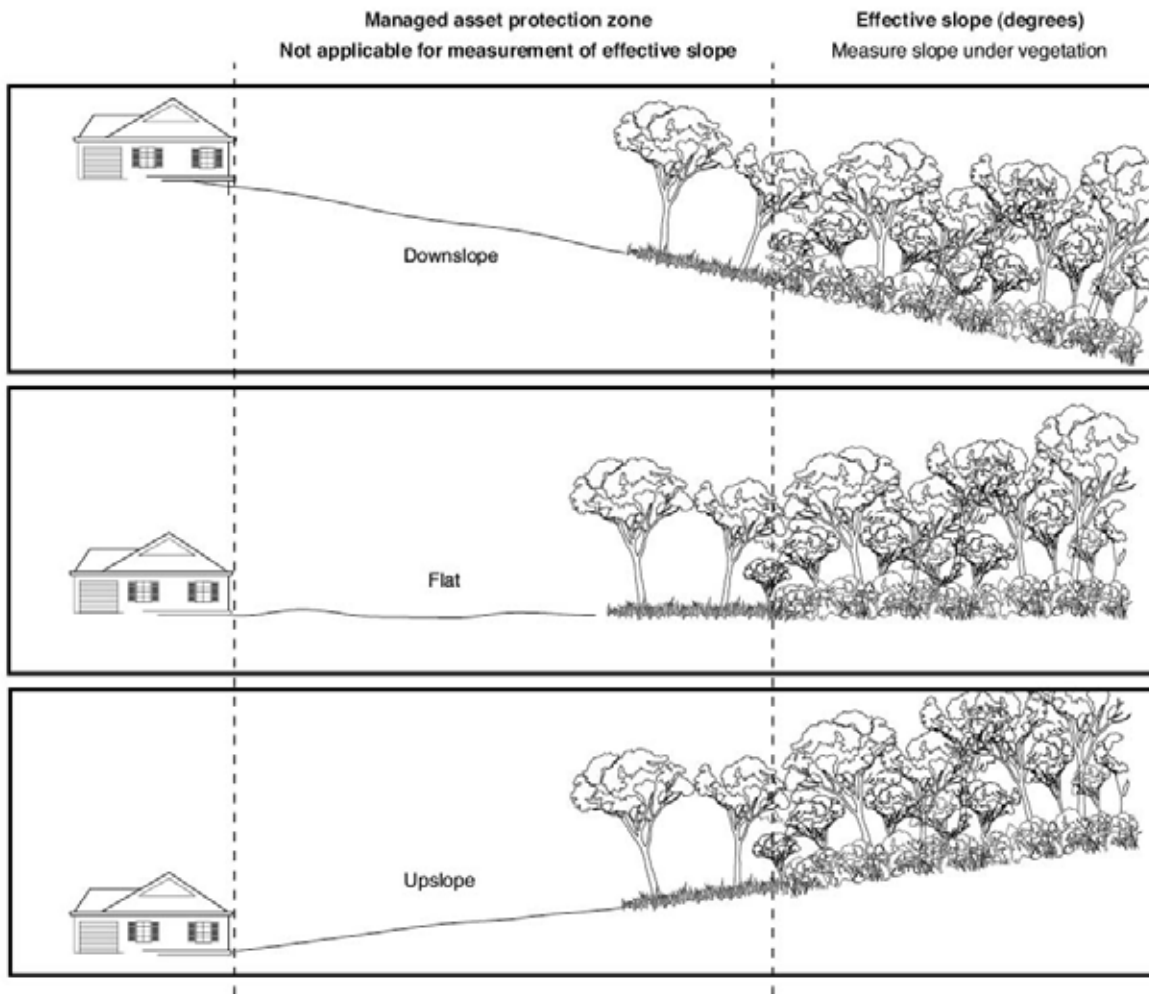 Managed asset protection zone
Not applicable for measurement of effective slope
Effective slope (degrees)
Measure slope under vegetation
Downslope
Flat
Upslope